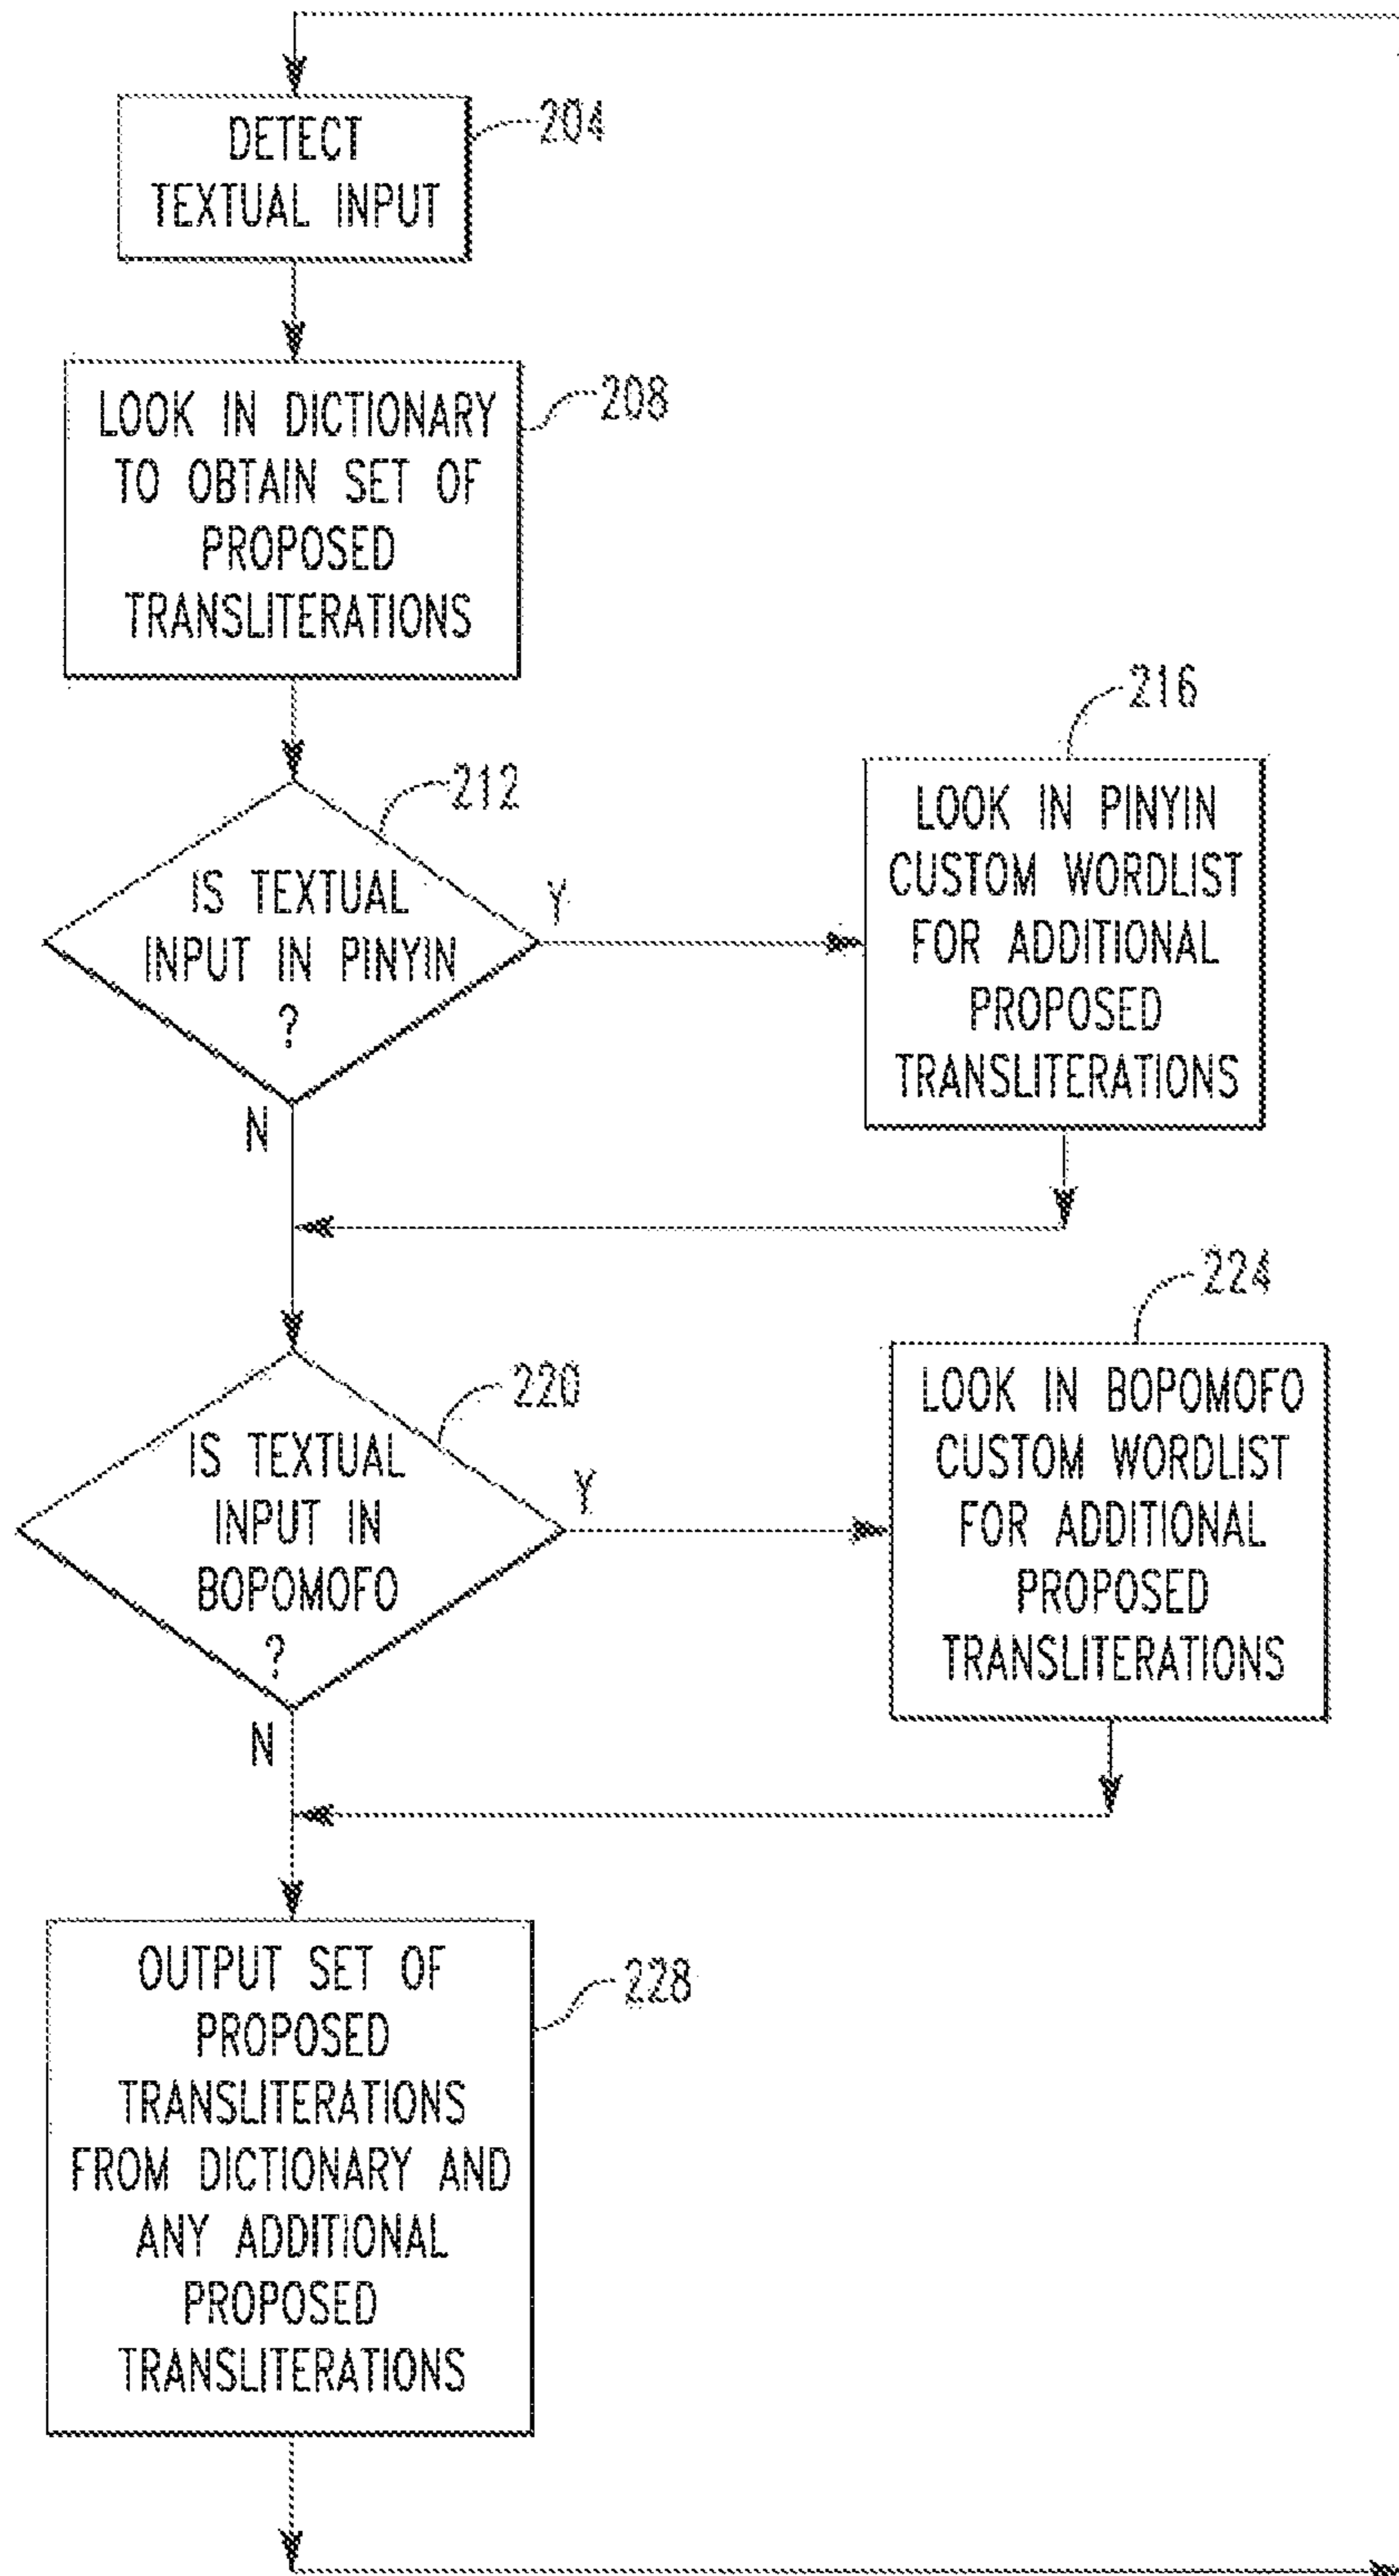 DETECT
TEXTUAL INPUT
204
LOOK IN DICTIONARY
TO OBTAIN SET OF
PROPOSED
TRANSLITERATIONS
208
IS TEXTUAL
INPUT IN PINYIN
?
212
Y
N
216
LOOK IN PINYIN
CUSTOM WORDLIST
FOR ADDITIONAL
PROPOSED
TRANSLITERATIONS
IS TEXTUAL
INPUT IN
BOPOMOFO
?
220
Y
N
224
LOOK IN BOPOMOFO
CUSTOM WORDLIST
FOR ADDITIONAL
PROPOSED
TRANSLITERATIONS
OUTPUT SET OF
PROPOSED
TRANSLITERATIONS
FROM DICTIONARY AND
ANY ADDITIONAL
PROPOSED
TRANSLITERATIONS
228